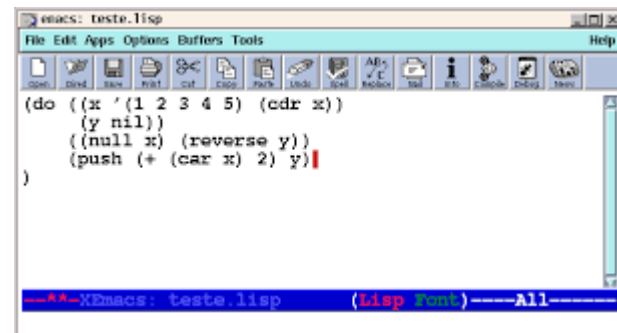 emacs: teste.lisp
File Edit Apps Options Buffers Tools Help
Open Dired Save Print Cut Copy Paste Undo Spell Replace Mail Info Compile Debug News
(do ((x '(1 2 3 4 5) (cdr x))
(y nil))
((null x) (reverse y))
(push (+ (car x) 2) y)
)
--**-XEmacs: teste.lisp (Lisp Font)----All------